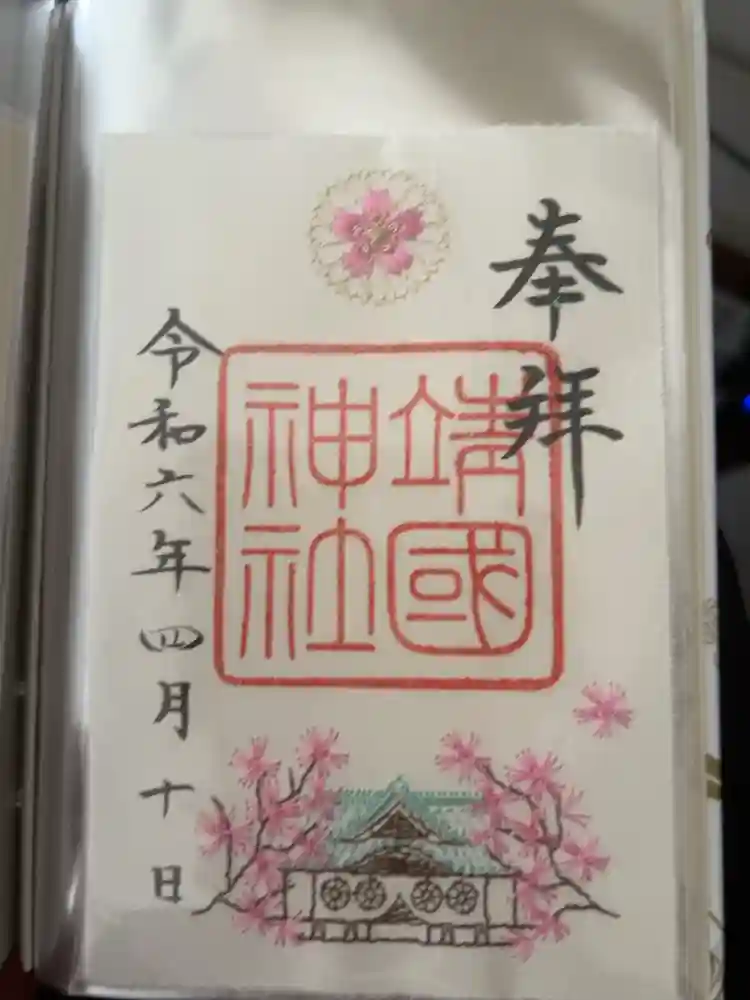 奉拝
靖國
神社
令和六年四月十日